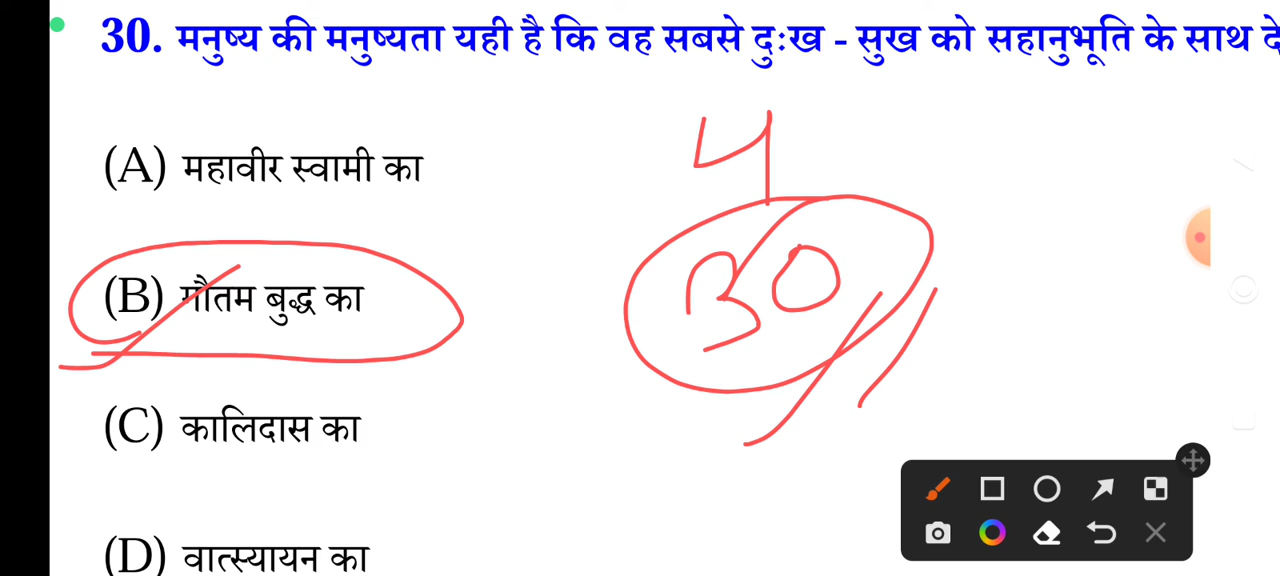 30. मनुष्य की मनुष्यता यही है कि वह सबसे दुःख - सुख को सहानुभूति के साथ दे
4
(A) महावीर स्वामी का
30
(B) गौतम बुद्ध का
(C) कालिदास का
(D) वात्स्यायन का